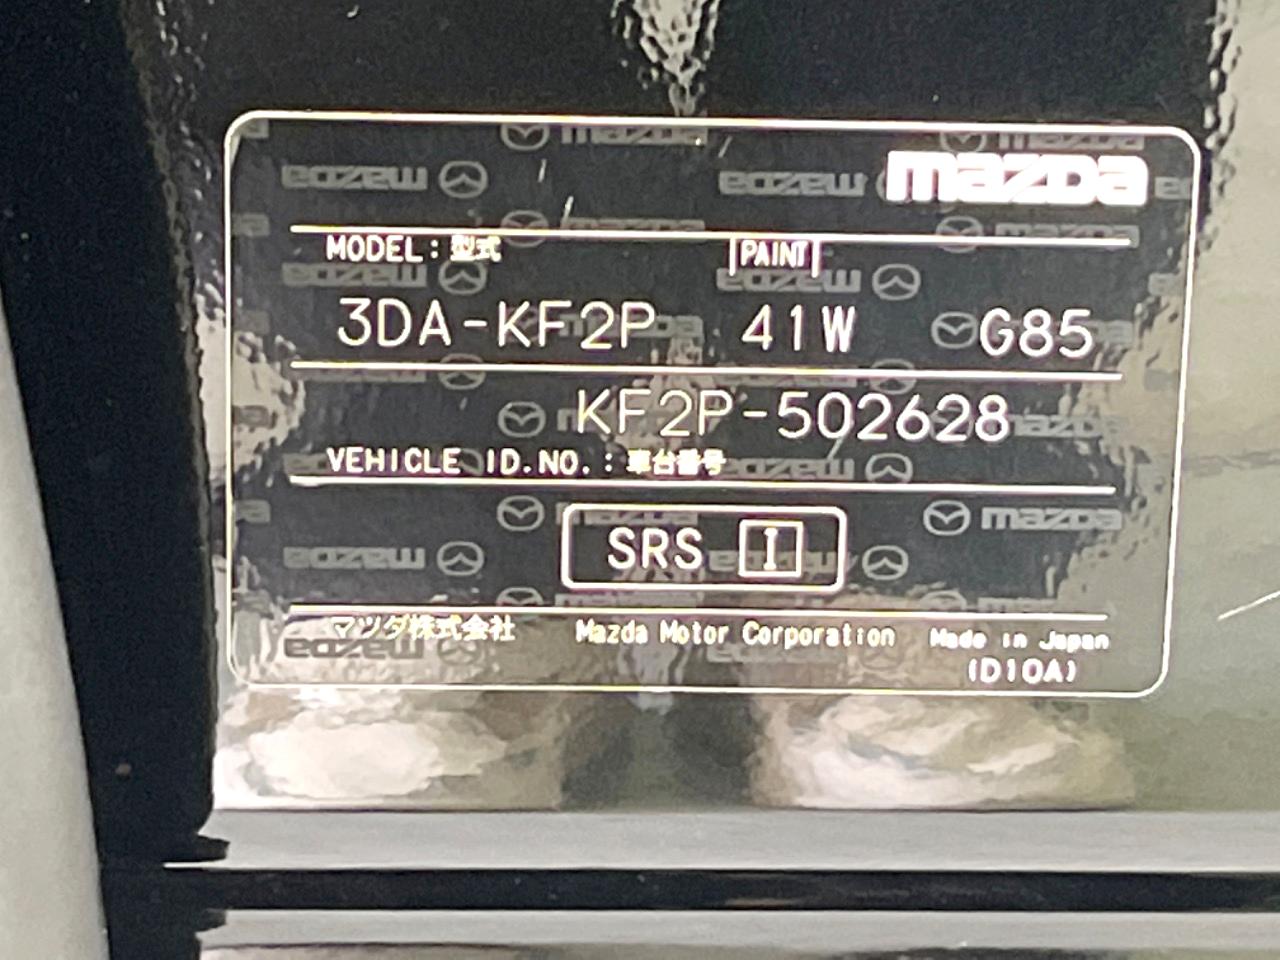 mazda
MODEL : 型式 PAINT
3DA-KF2P 41W G85
KF2P-502628
VEHICLE ID.NO. : 車台番号
SRS I
マツダ株式会社 Mazda Motor Corporation Made in Japan
(D10A)